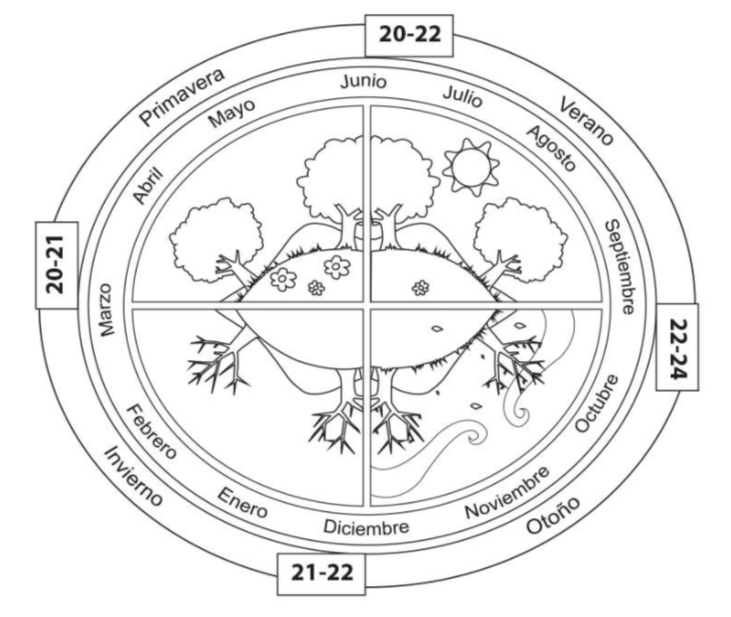 20-22
Primavera
Verano
Junio
Julio
Mayo
Agosto
Abril
Septiembre
20-21
Marzo
22-24
Octubre
Febrero
Invierno
Enero
Noviembre
Otoño
Diciembre
21-22